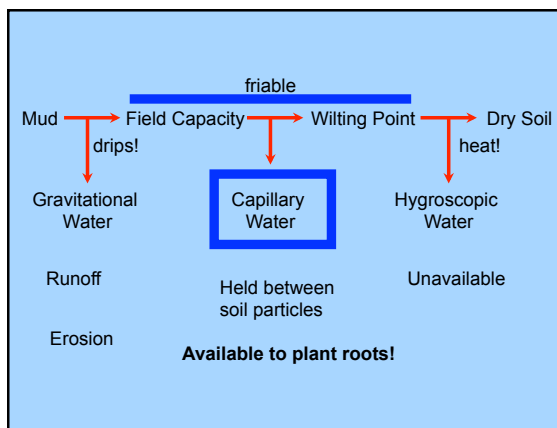 friable
Mud Field Capacity Wilting Point Dry Soil
drips! heat!
Gravitational
Water
Capillary
Water
Hygroscopic
Water
Runoff
Erosion
Held between
soil particles
Available to plant roots!
Unavailable